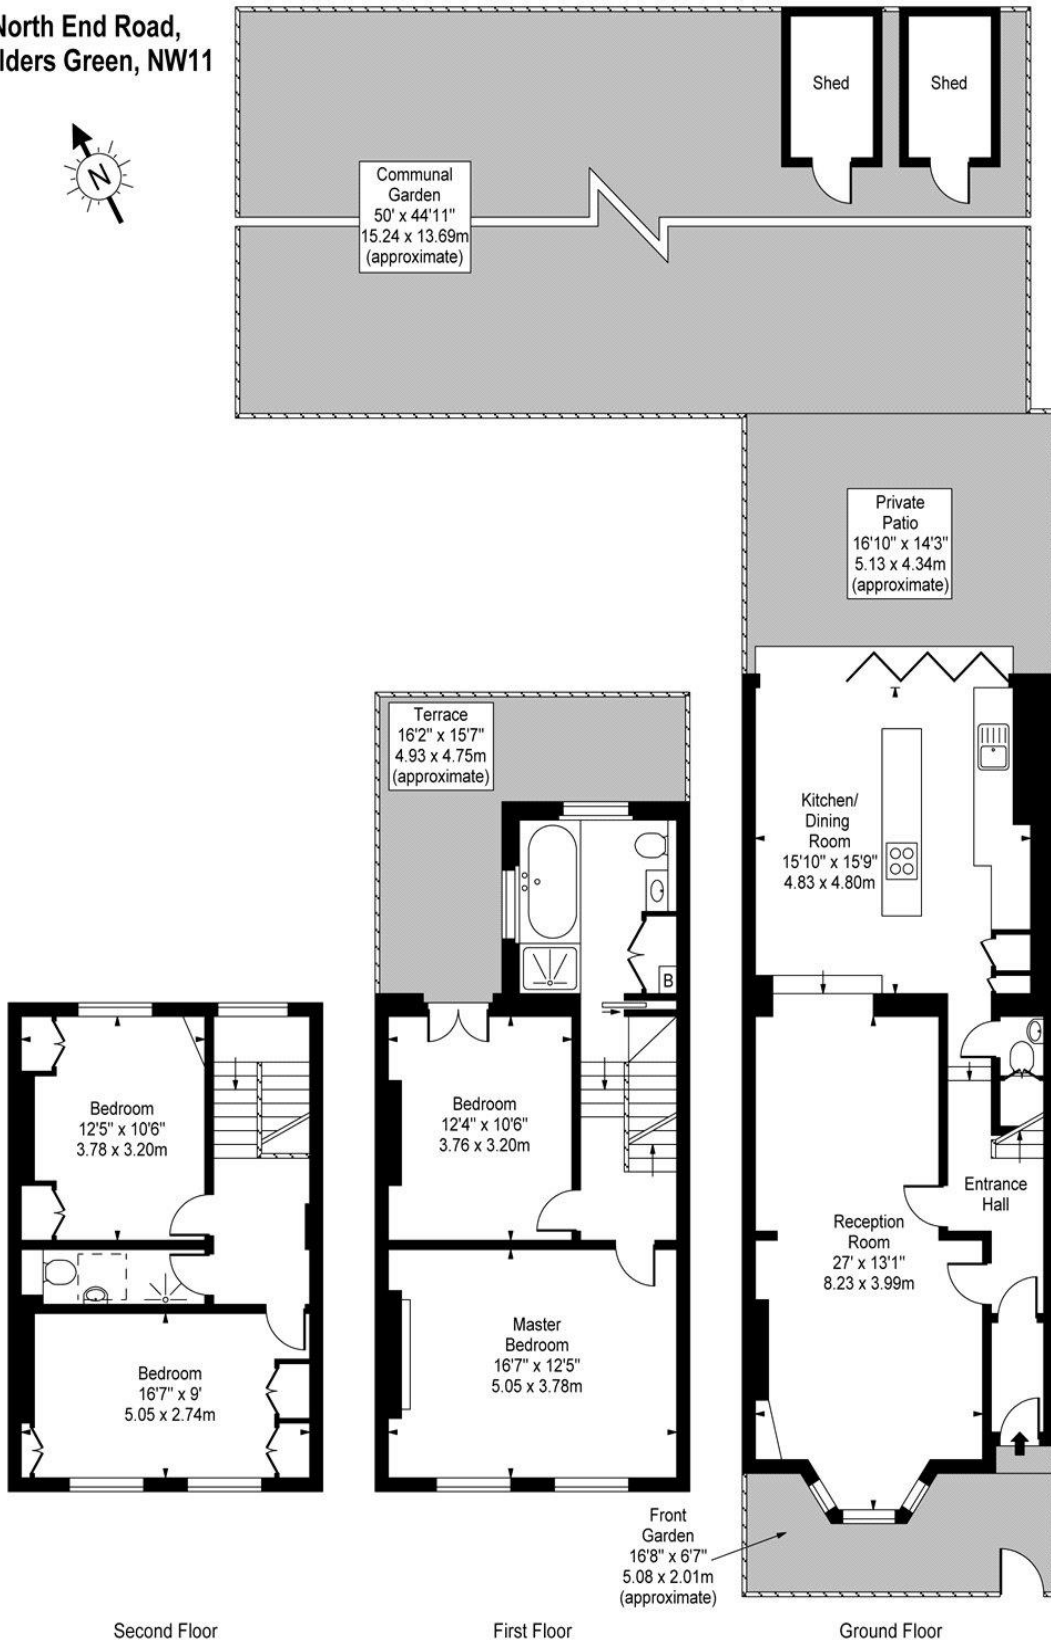 North End Road,
lders Green, NW11
N
Shed
Shed
Communal
Garden
50' x 44'11"
15.24 x 13.69m
(approximate)
Private
Patio
16'10" x 14'3"
5.13 x 4.34m
(approximate)
Terrace
16'2" x 15'7"
4.93 x 4.75m
(approximate)
Kitchen/
Dining
Room
15'10" x 15'9"
4.83 x 4.80m
B
Bedroom
12'5" x 10'6"
3.78 x 3.20m
Bedroom
12'4" x 10'6"
3.76 x 3.20m
Entrance
Hall
Reception
Room
27' x 13'1"
8.23 x 3.99m
Master
Bedroom
16'7" x 12'5"
5.05 x 3.78m
Bedroom
16'7" x 9'
5.05 x 2.74m
Front
Garden
16'8" x 6'7"
5.08 x 2.01m
(approximate)
Second Floor
First Floor
Ground Floor